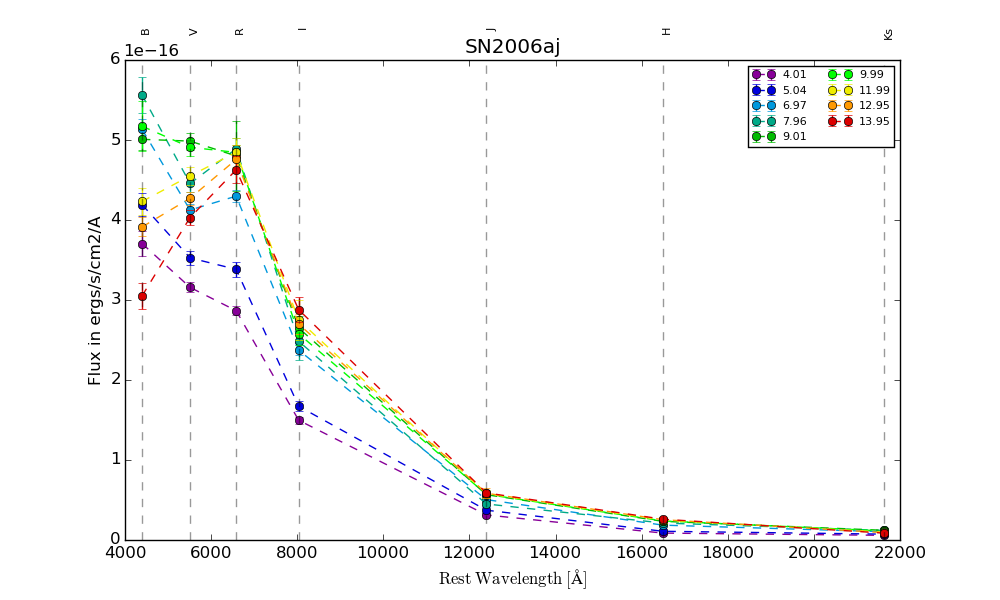 B V R I J H Ks
1e−16 SN2006aj
6
5
4
3
2
1
0
Flux in ergs/s/cm2/A
4.01 9.99
5.04 11.99
6.97 12.95
7.96 13.95
9.01
4000 6000 8000 10000 12000 14000 16000 18000 20000 22000
Rest Wavelength [Å]